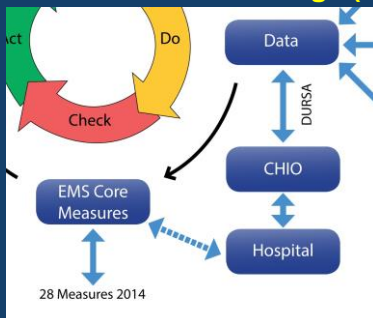 Act
Do
Data
Check
DURSA
CHIO
EMS Core
Measures
Hospital
28 Measures 2014